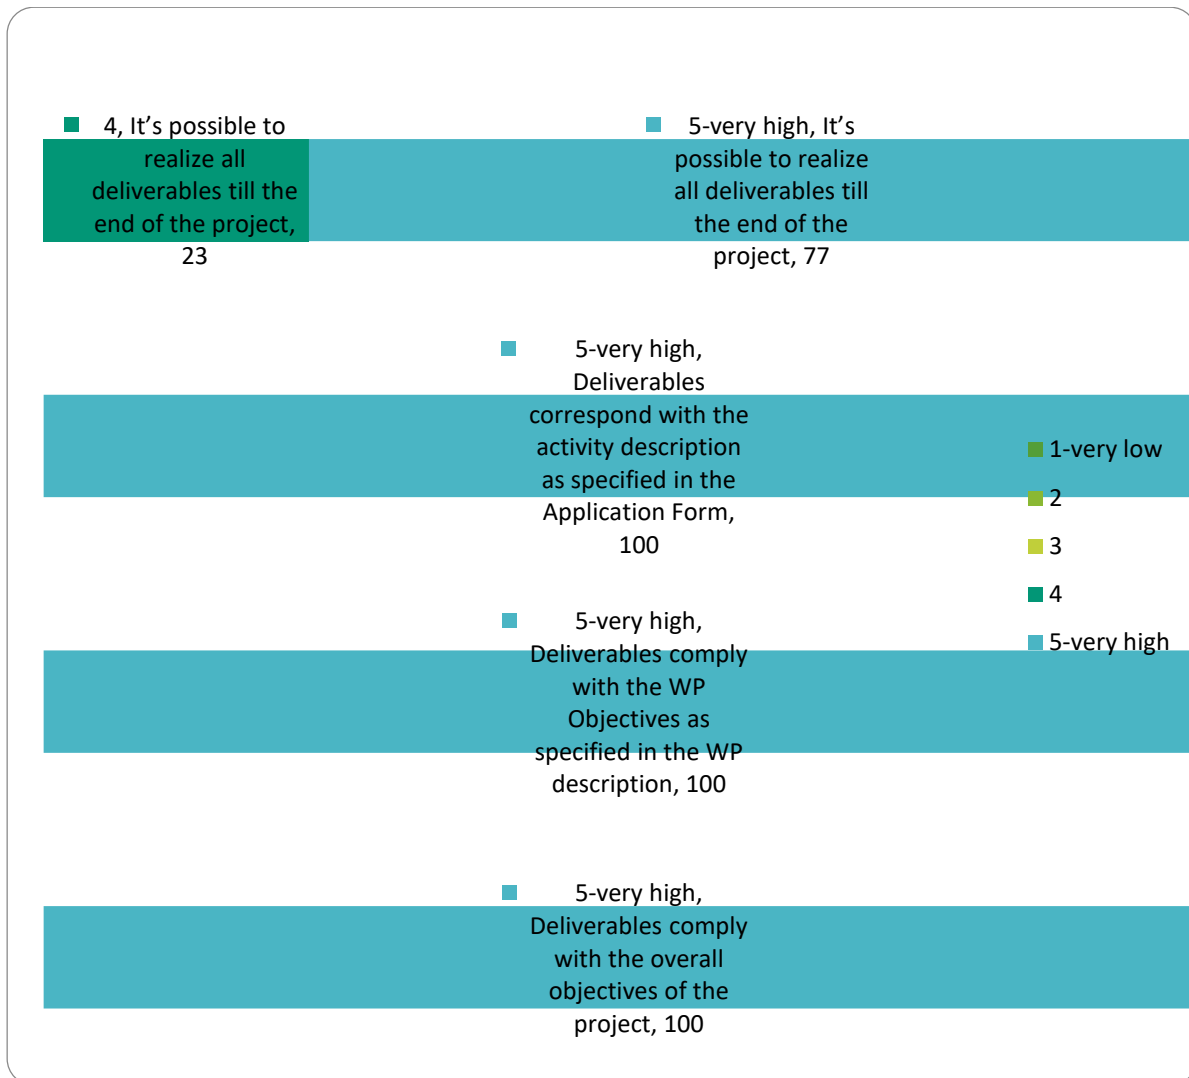 4, It’s possible to
realize all
deliverables till the
end of the project,
23
5-very high, It’s
possible to realize
all deliverables till
the end of the
project, 77
5-very high,
Deliverables
correspond with the
activity description
as specified in the
Application Form,
100
1-very low
2
3
4
5-very high
5-very high,
Deliverables comply
with the WP
Objectives as
specified in the WP
description, 100
5-very high,
Deliverables comply
with the overall
objectives of the
project, 100